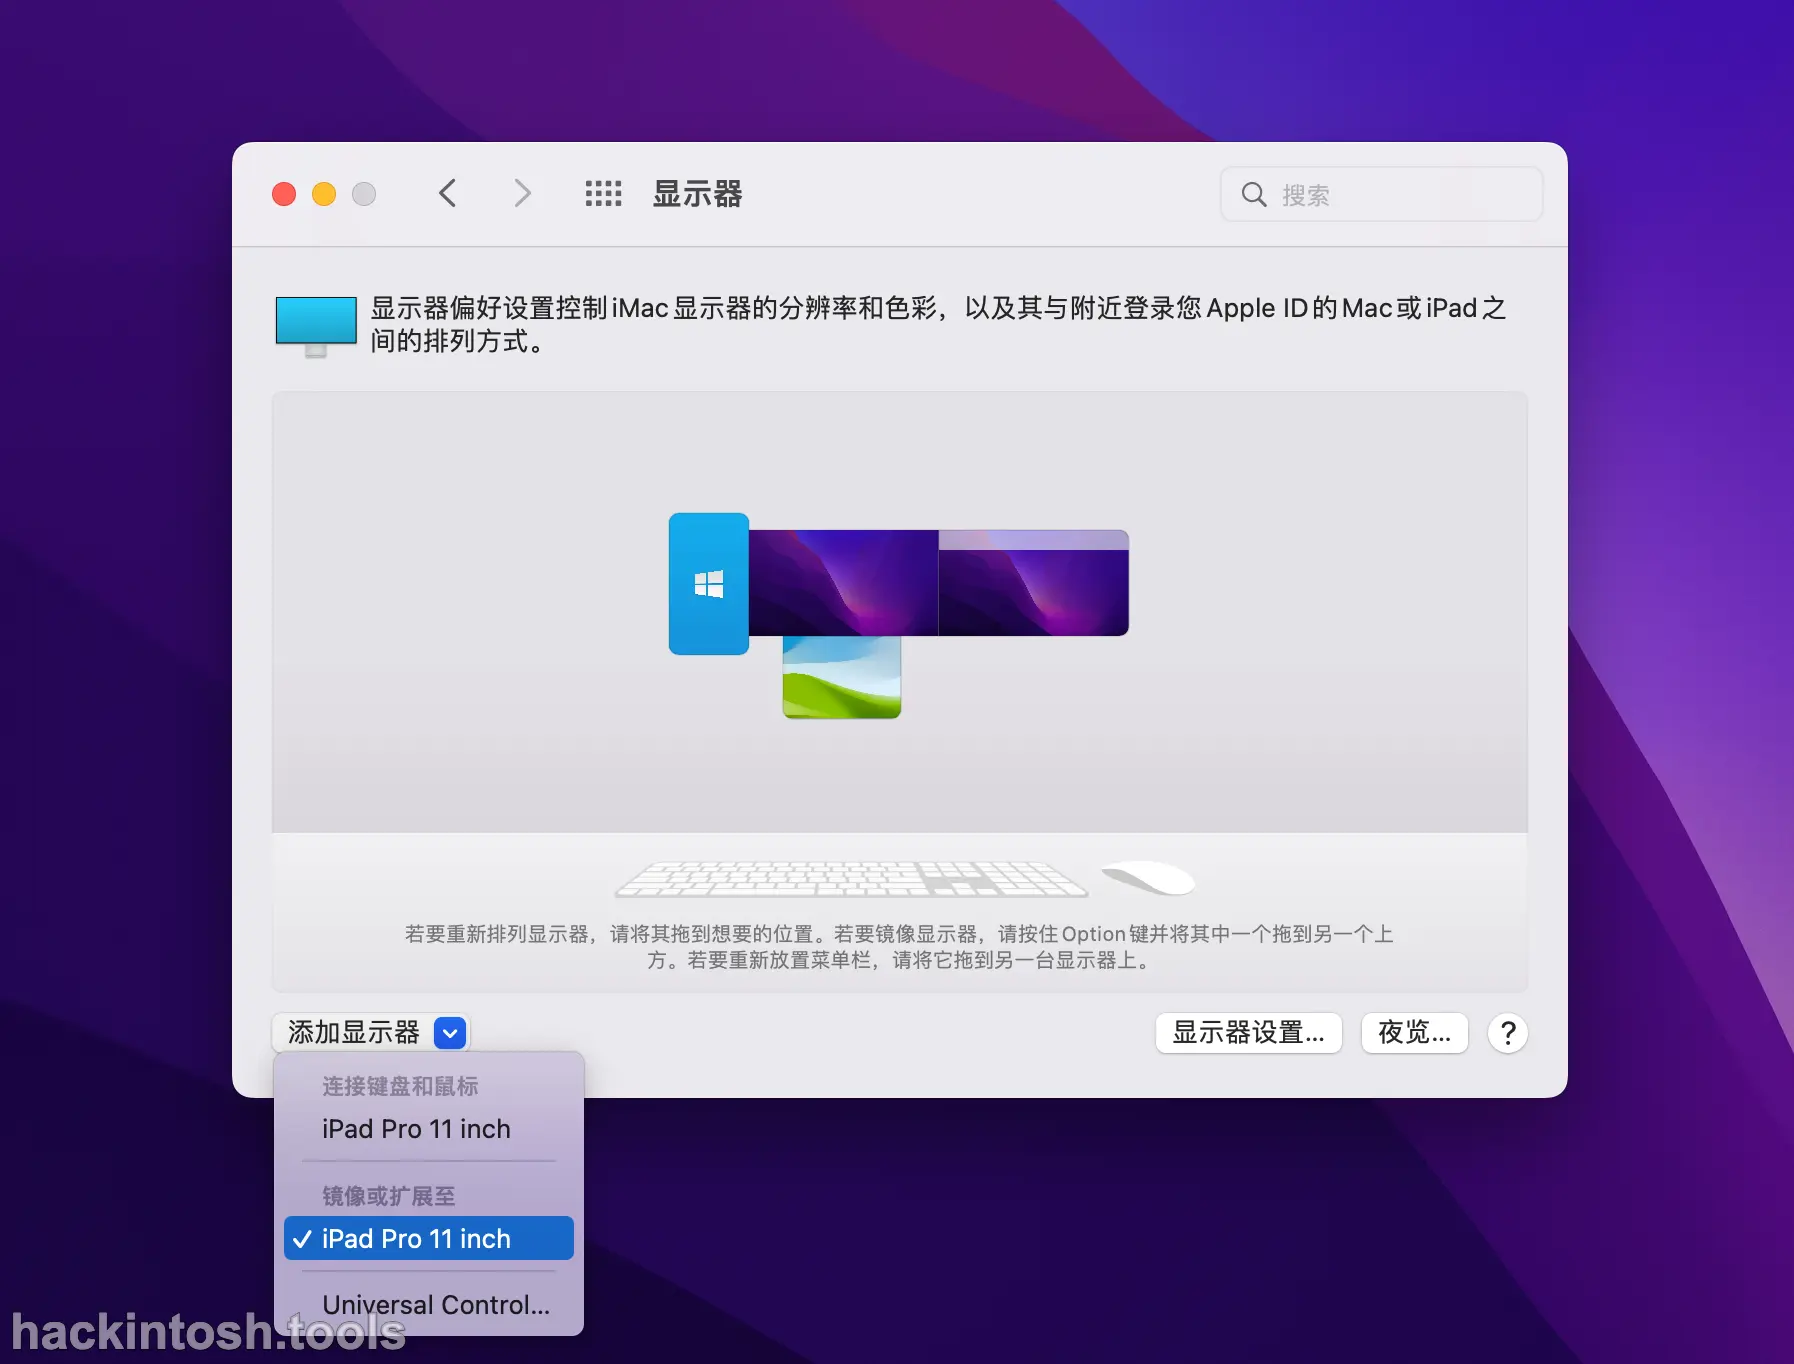 显示器
搜索
显示器偏好设置控制iMac显示器的分辨率和色彩，以及其与附近登录您Apple ID的Mac或iPad之
间的排列方式。
若要重新排列显示器，请将其拖到想要的位置。若要镜像显示器，请按住Option键并将其中一个拖到另一个上
方。若要重新放置菜单栏，请将它拖到另一台显示器上。
添加显示器
显示器设置...
夜览...
?
连接键盘和鼠标
iPad Pro 11 inch
镜像或扩展至
iPad Pro 11 inch
Universal Control...
hackintosh.tools